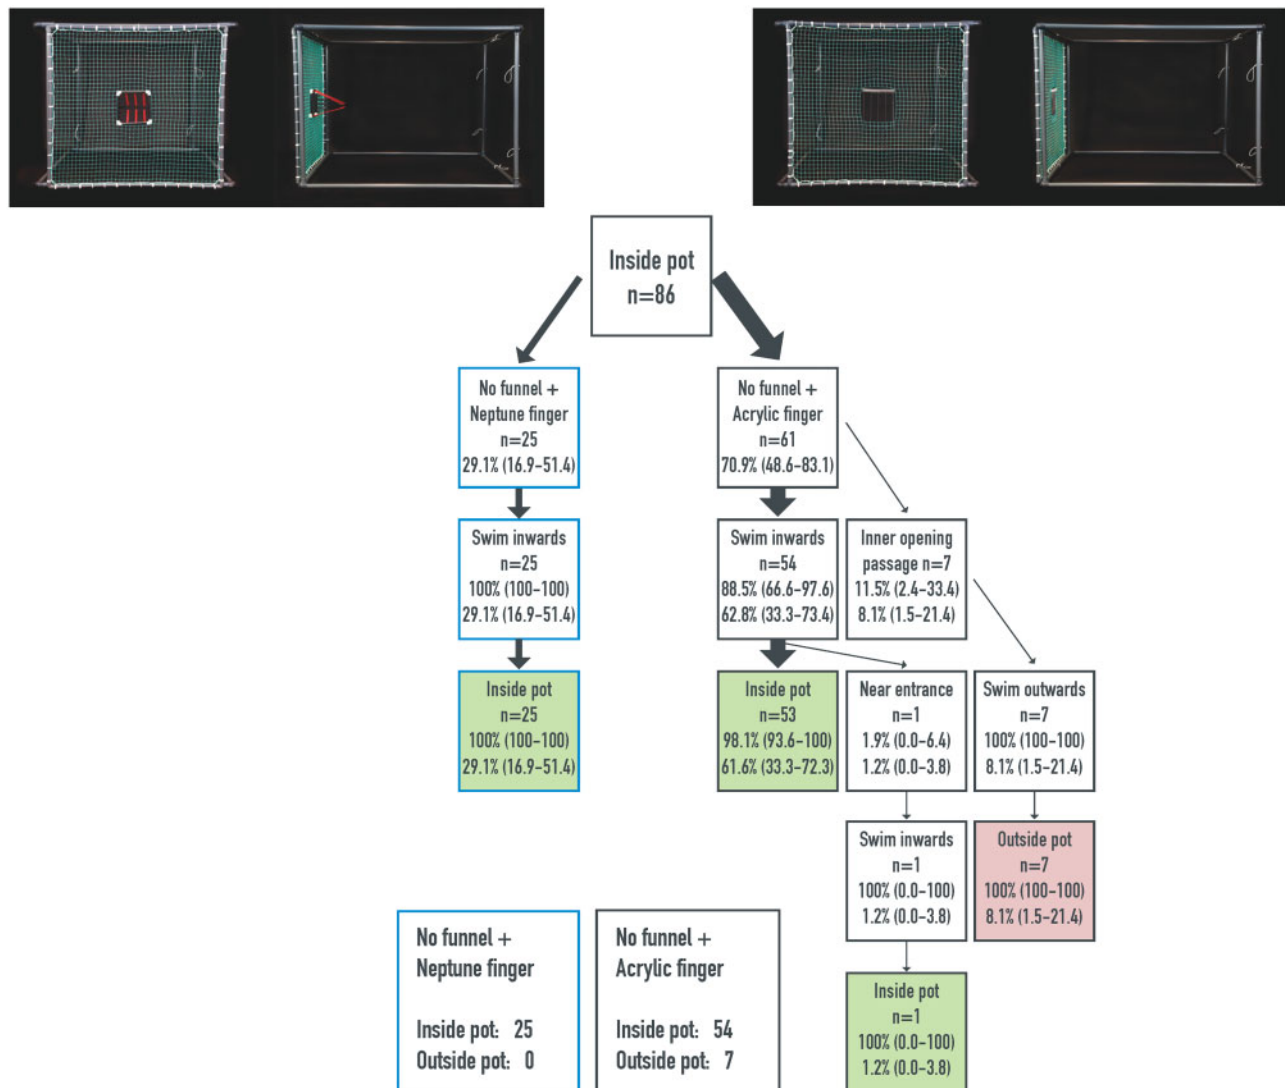 Inside pot
n=86
No funnel +
Neptune finger
n=25
29.1% (16.9–51.4)
No funnel +
Acrylic finger
n=61
70.9% (48.6–83.1)
Swim inwards
n=25
100% (100–100)
29.1% (16.9–51.4)
Swim inwards
n=54
88.5% (66.6–97.6)
62.8% (33.3–73.4)
Inner opening
passage n=7
11.5% (2.4–33.4)
8.1% (1.5–21.4)
Inside pot
n=25
100% (100–100)
29.1% (16.9–51.4)
Inside pot
n=53
98.1% (93.6–100)
61.6% (33.3–72.3)
Near entrance
n=1
1.9% (0.0–6.4)
1.2% (0.0–3.8)
Swim outwards
n=7
100% (100–100)
8.1% (1.5–21.4)
Swim inwards
n=1
100% (0.0–100)
1.2% (0.0–3.8)
Outside pot
n=7
100% (100–100)
8.1% (1.5–21.4)
Inside pot
n=1
100% (0.0–100)
1.2% (0.0–3.8)
No funnel +
Neptune finger
Inside pot: 25
Outside pot: 0
No funnel +
Acrylic finger
Inside pot: 54
Outside pot: 7